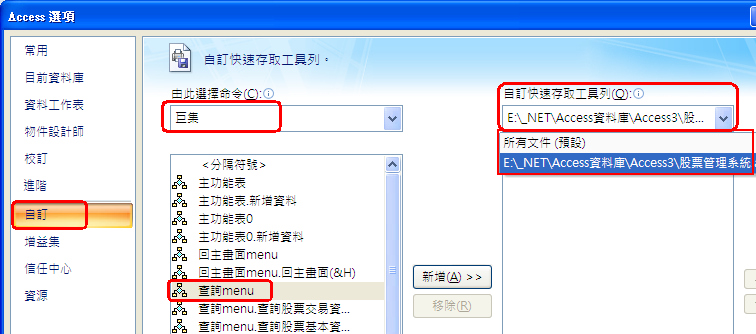 Access 選項
常用
目前資料庫
資料工作表
物件設計師
校訂
進階
自訂
增益集
信任中心
資源
自訂快速存取工具列。
由此選擇命令(C):
巨集
<分隔符號>
主功能表
主功能表.新增資料
主功能表0
主功能表0.新增資料
回主畫面menu
回主畫面menu.回主畫面(&H)
查詢menu
查詢menu.查詢股票交易資...
查詢menu.查詢股票基本資...
新增(A) >>
移除(R)
自訂快速存取工具列(Q):
E:\_NET\Access資料庫\Access3\股...
所有文件 (預設)
E:\_NET\Access資料庫\Access3\股票管理系統